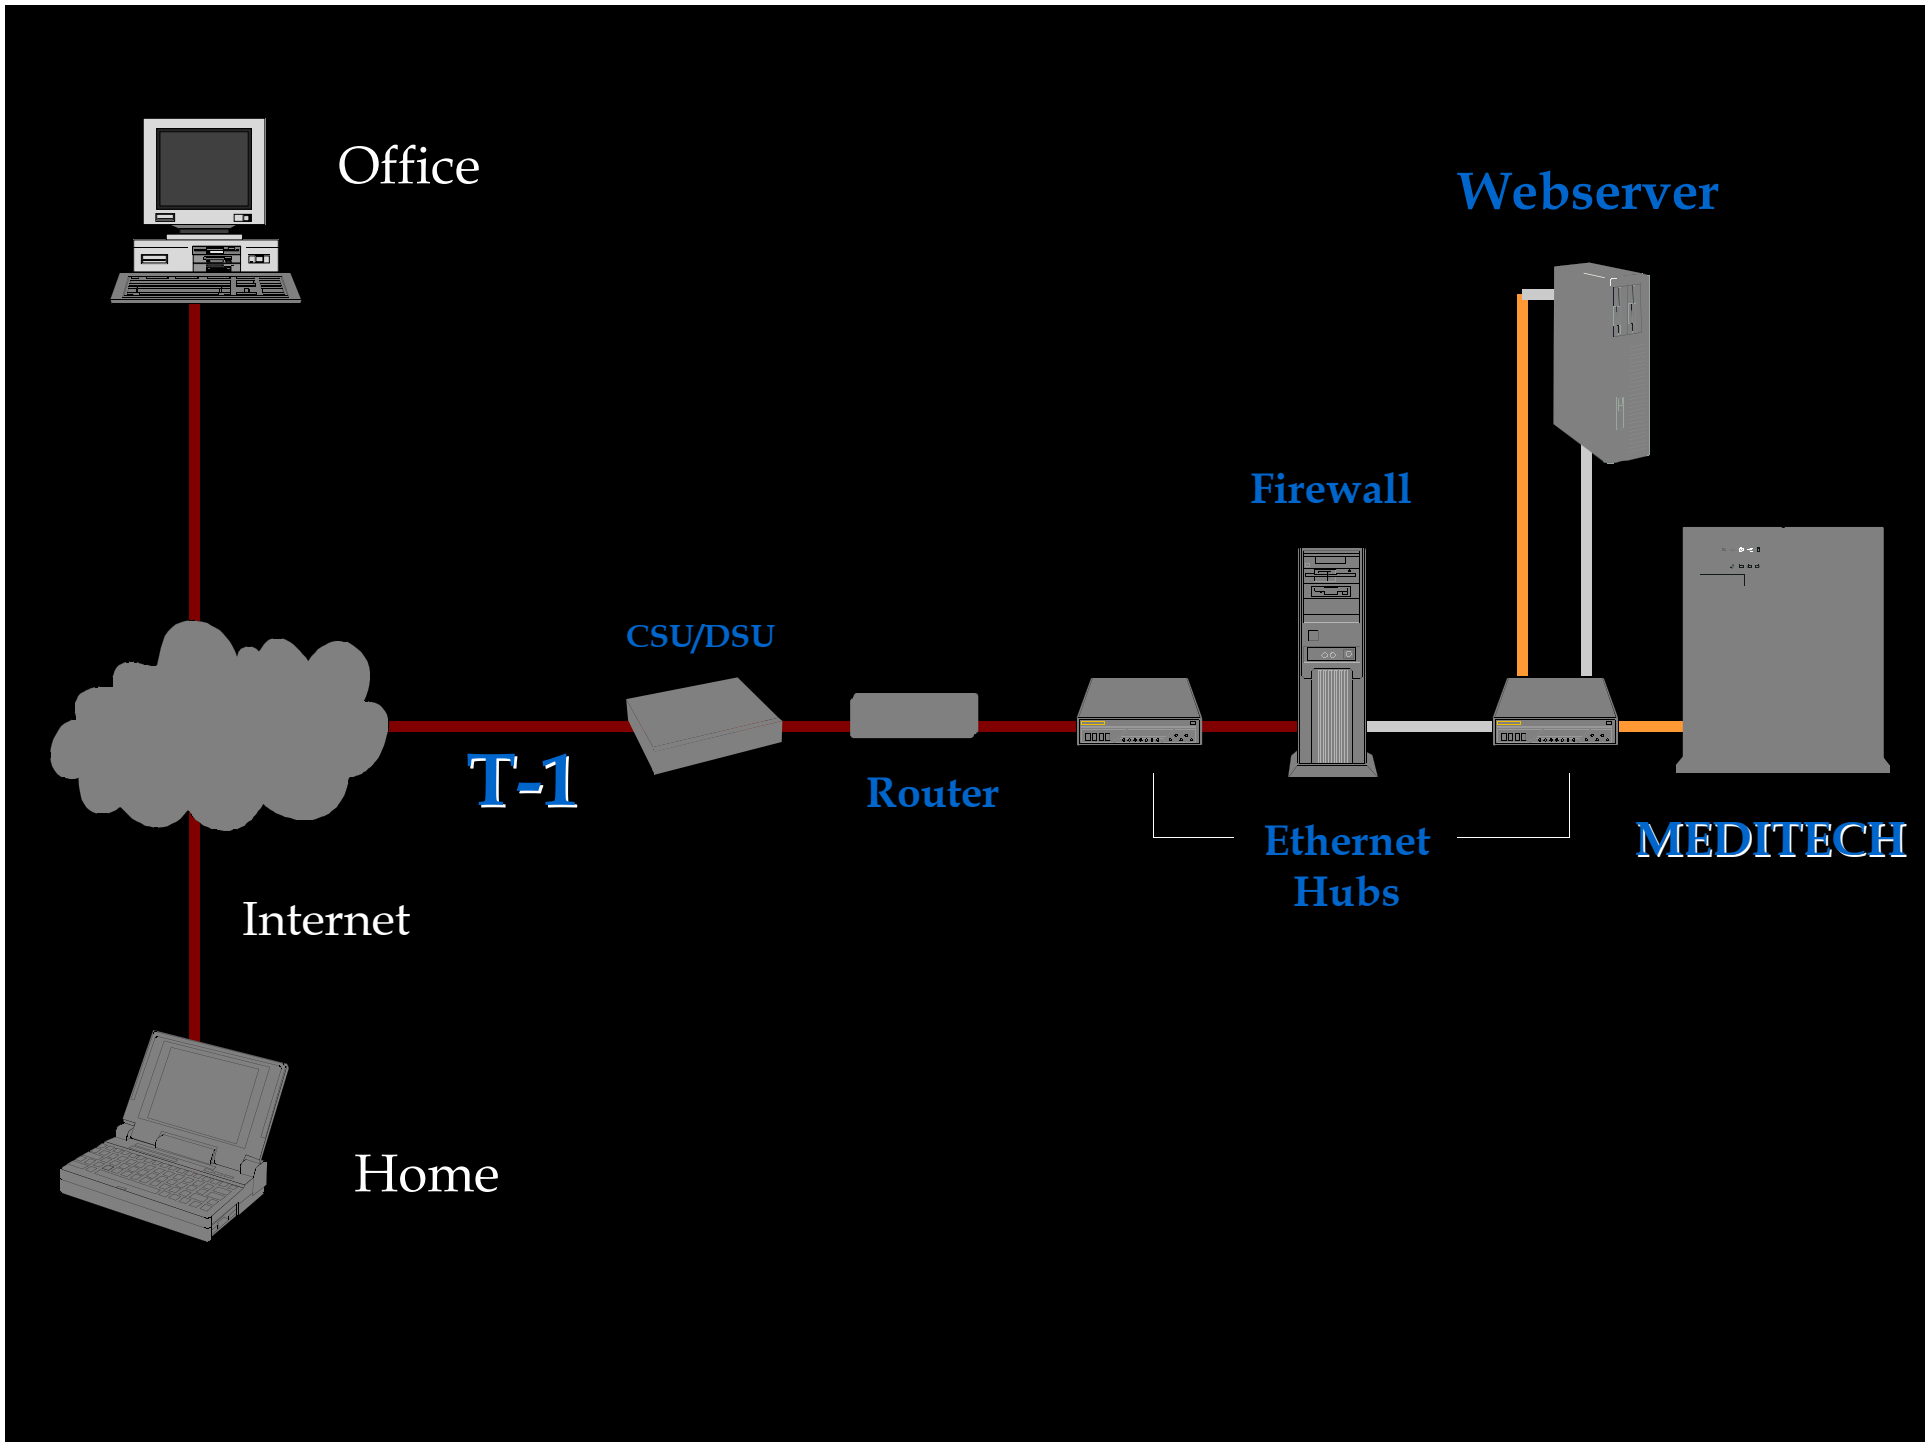 Office
Webserver
Firewall
CSU/DSU
T-1
Router
Ethernet
Hubs
MEDITECH
Internet
Home